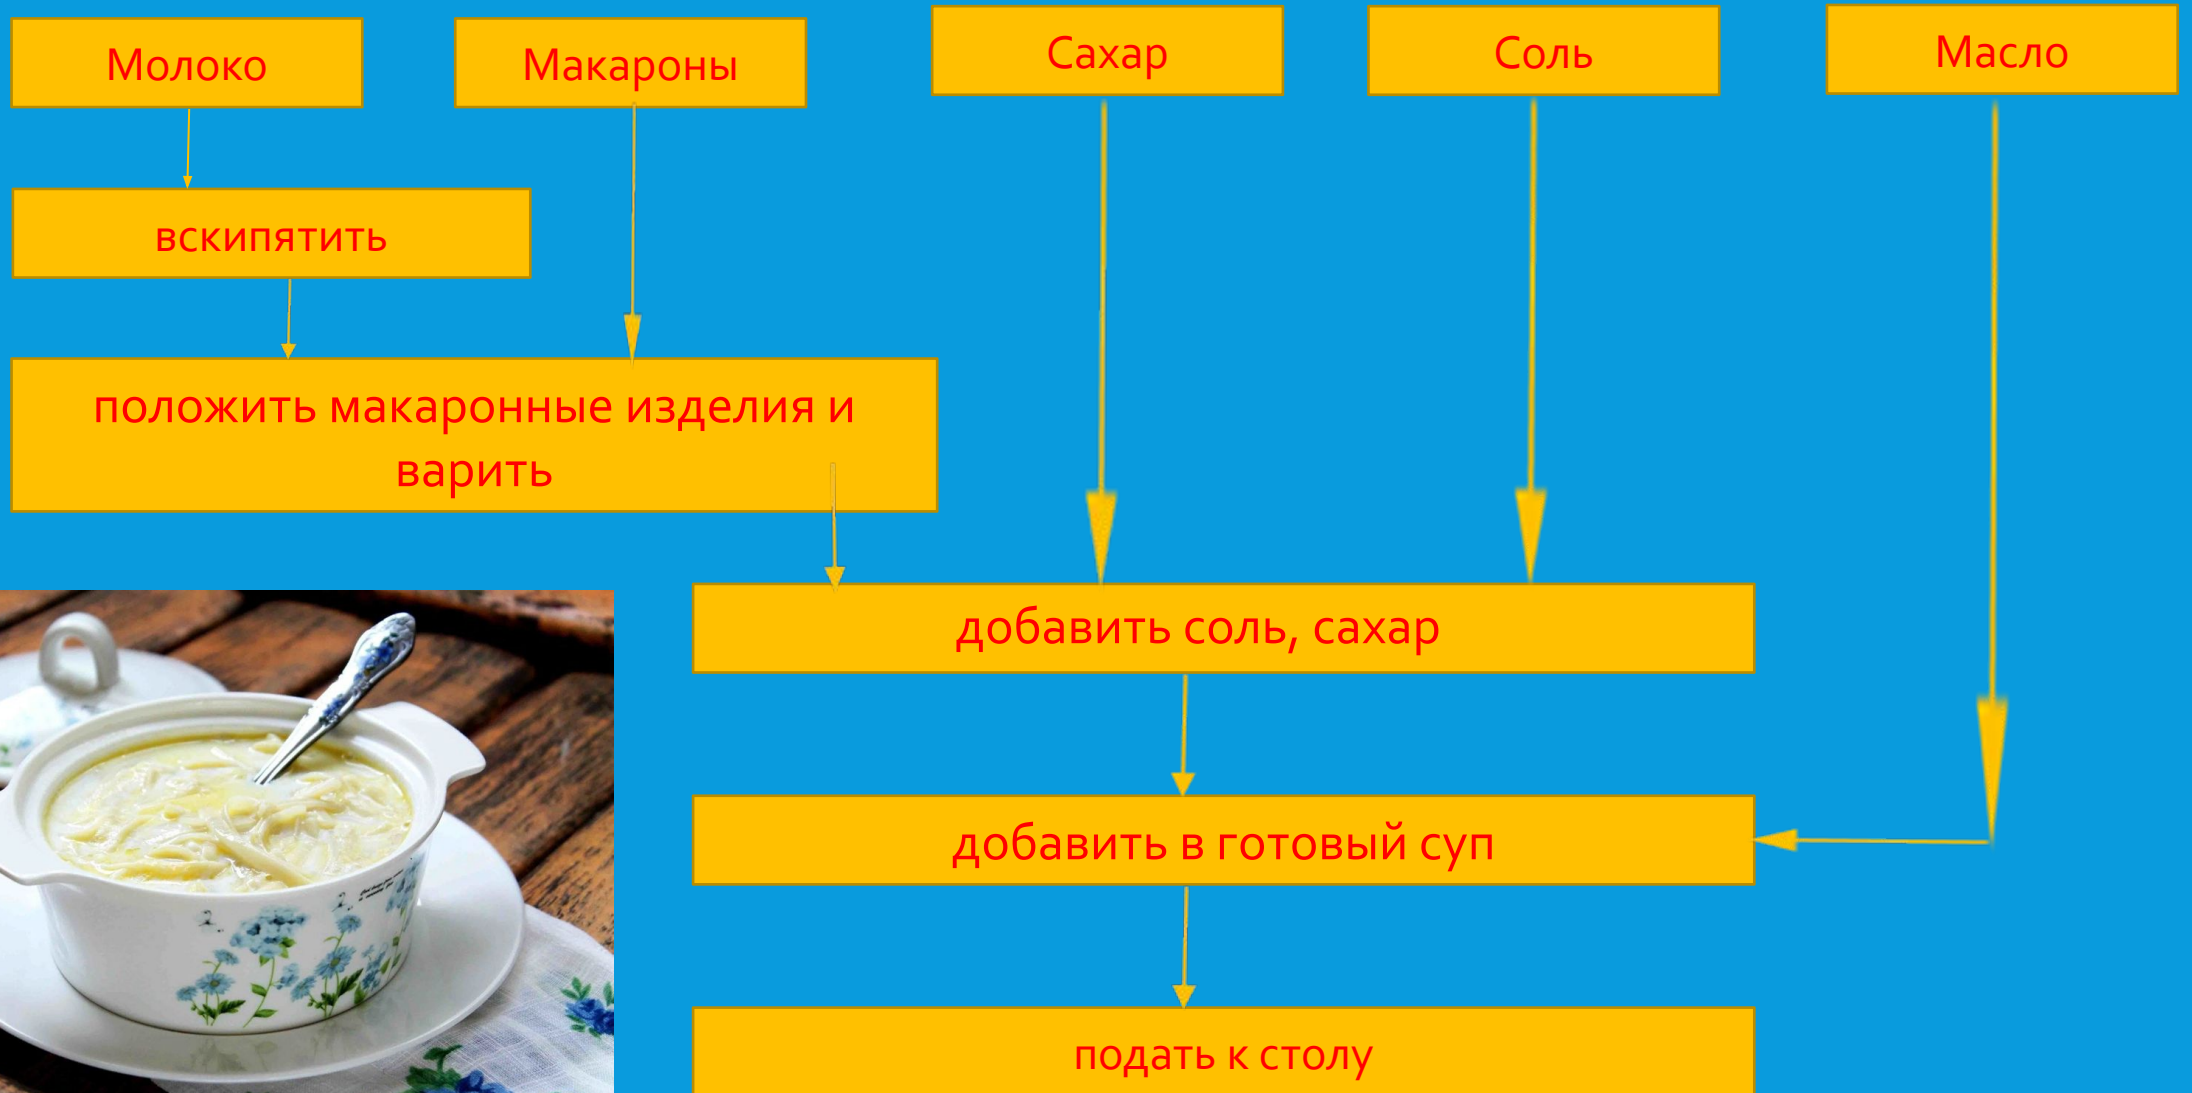 Молоко
Макароны
Сахар
Соль
Масло
вскипятить
положить макаронные изделия и
варить
добавить соль, сахар
добавить в готовый суп
подать к столу